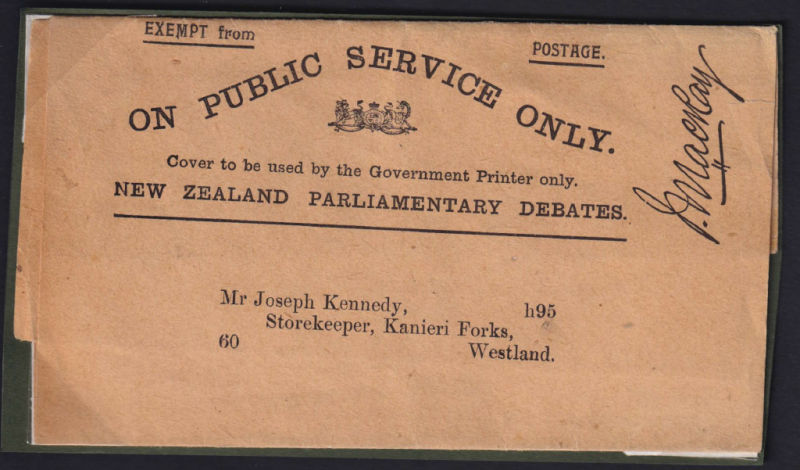 EXEMPT from POSTAGE.
ON PUBLIC SERVICE ONLY.
Cover to be used by the Government Printer only.
NEW ZEALAND PARLIAMENTARY DEBATES.
J. Mackay
Mr Joseph Kennedy, h95
Storekeeper, Kanieri Forks,
60 Westland.